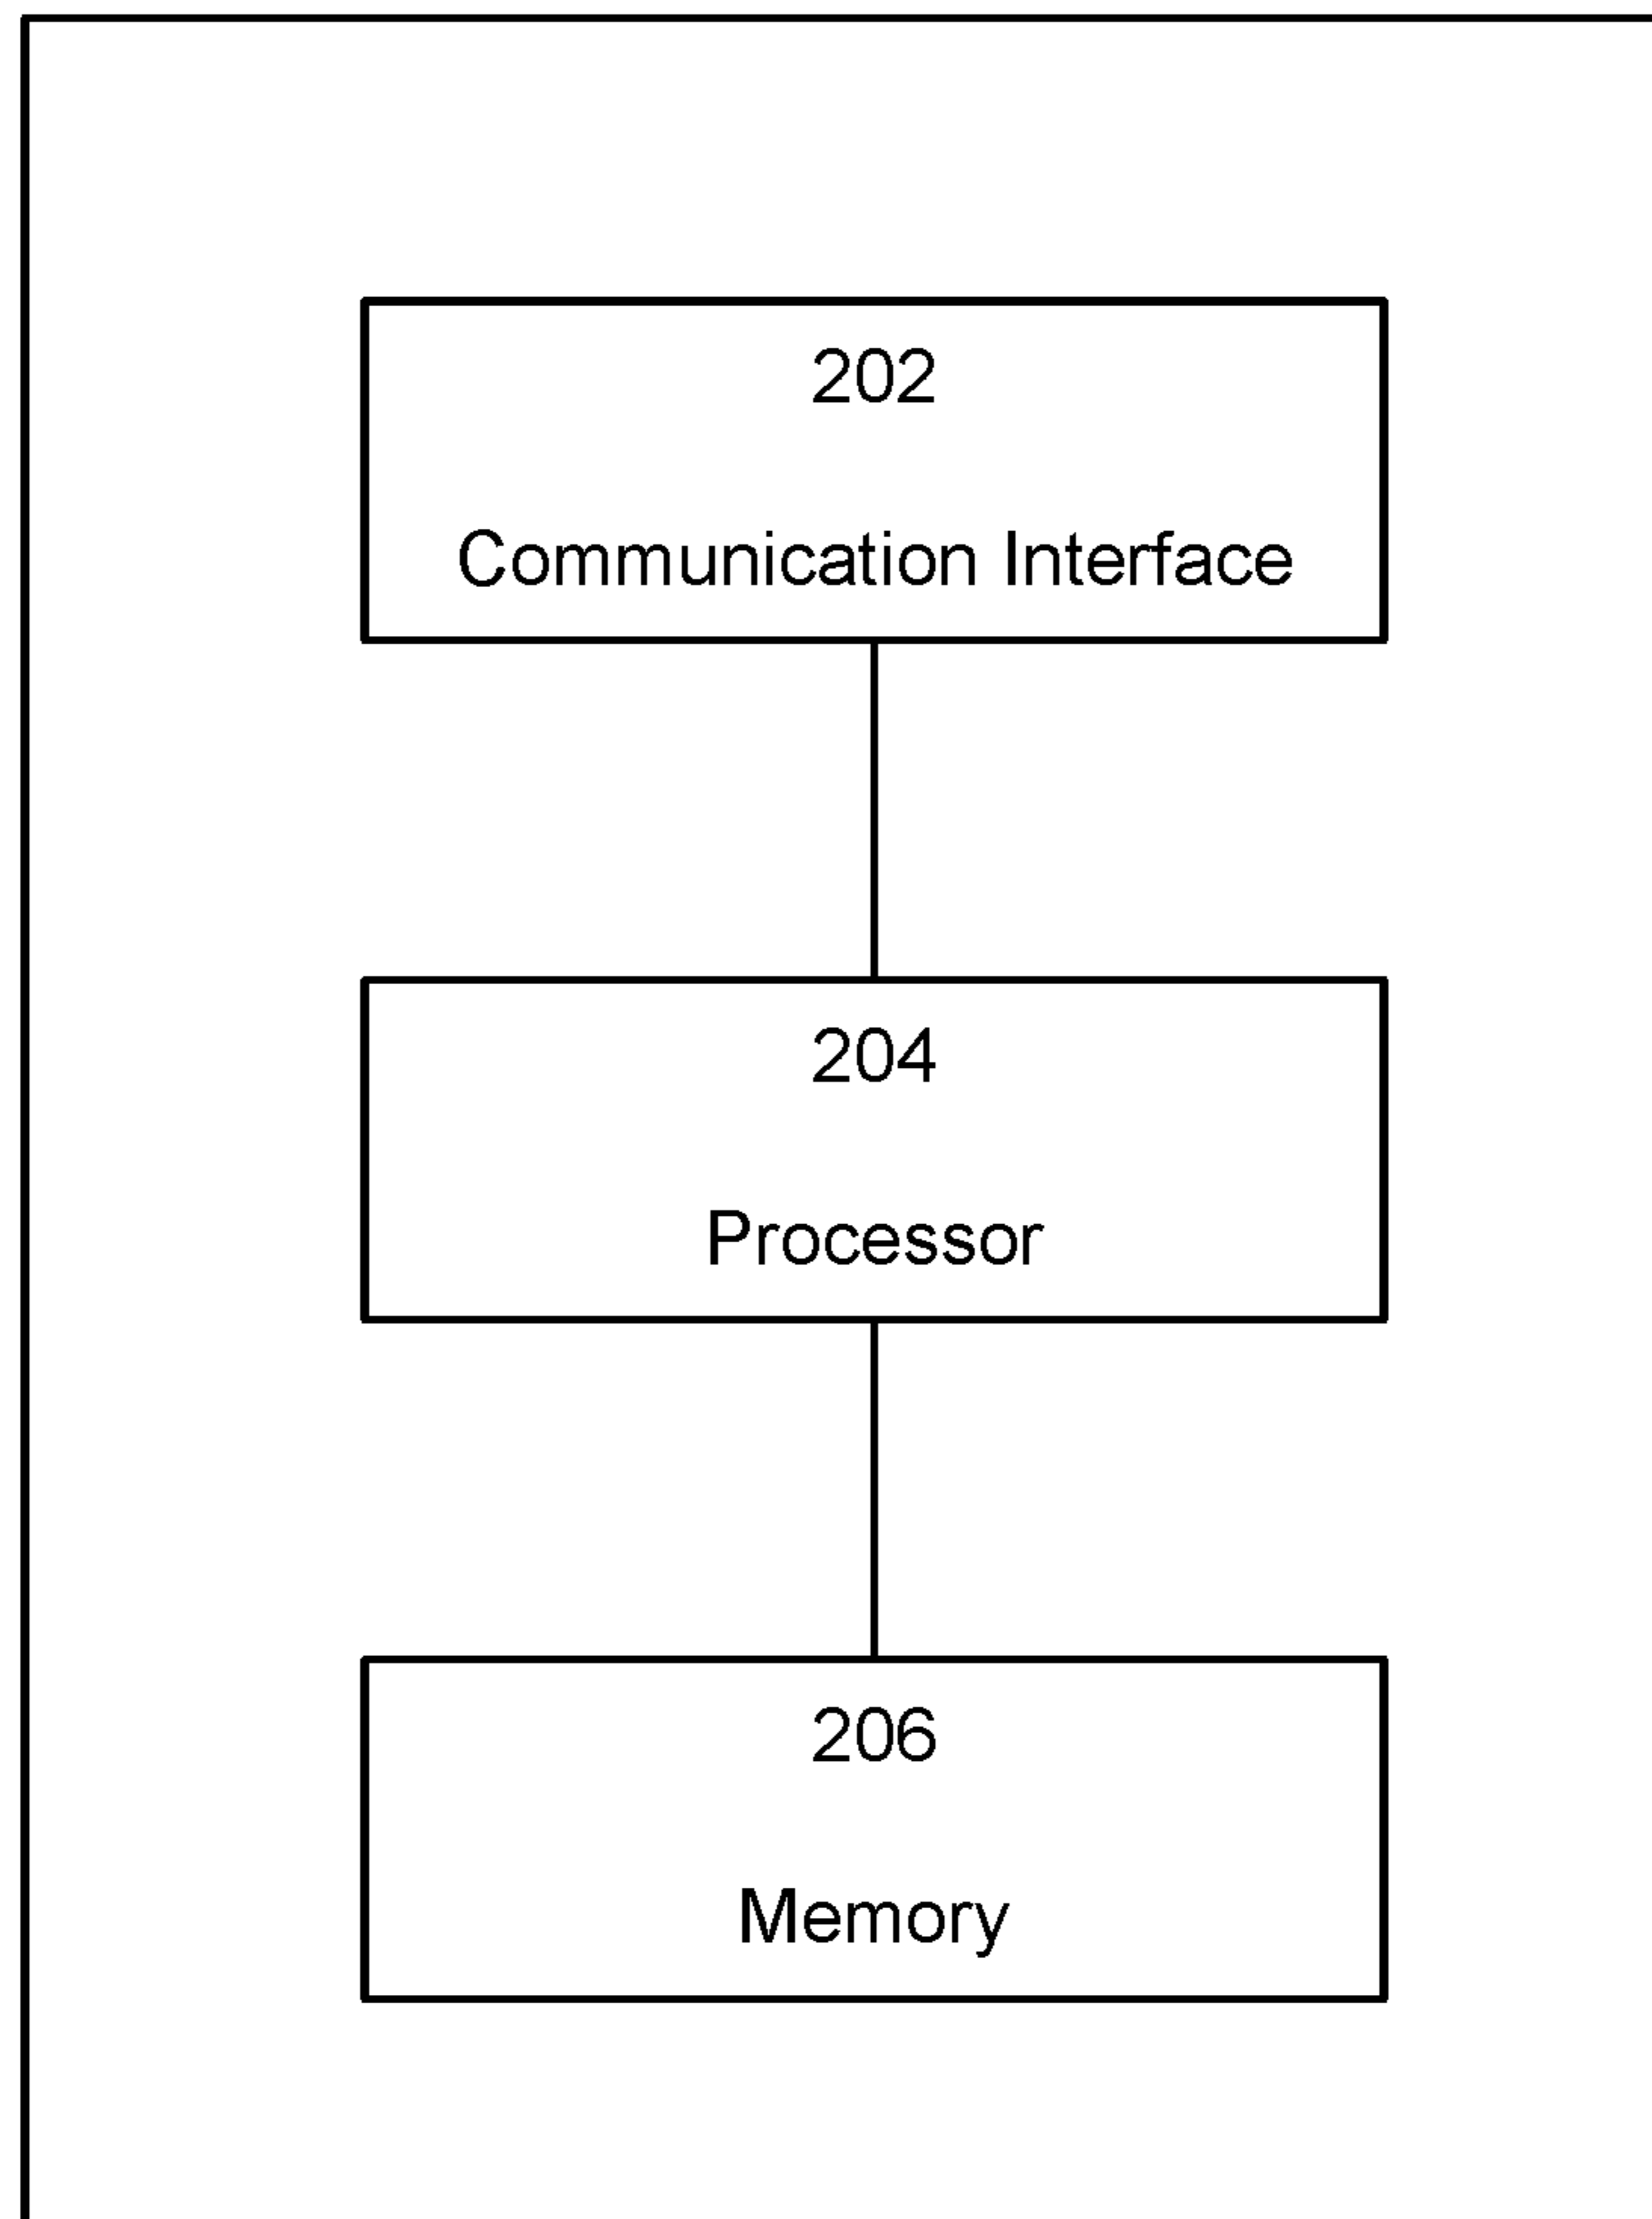 202
Communication Interface
204
Processor
206
Memory